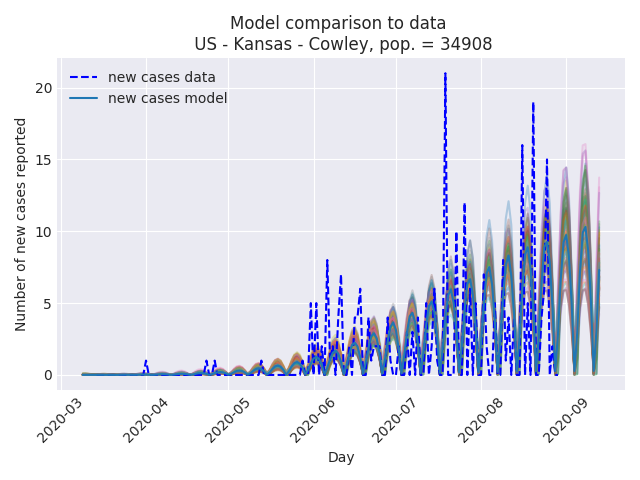 Model comparison to data
US - Kansas - Cowley, pop. = 34908
new cases data
new cases model
Number of new cases reported
20
15
10
5
0
2020-03
2020-04
2020-05
2020-06
2020-07
2020-08
2020-09
Day